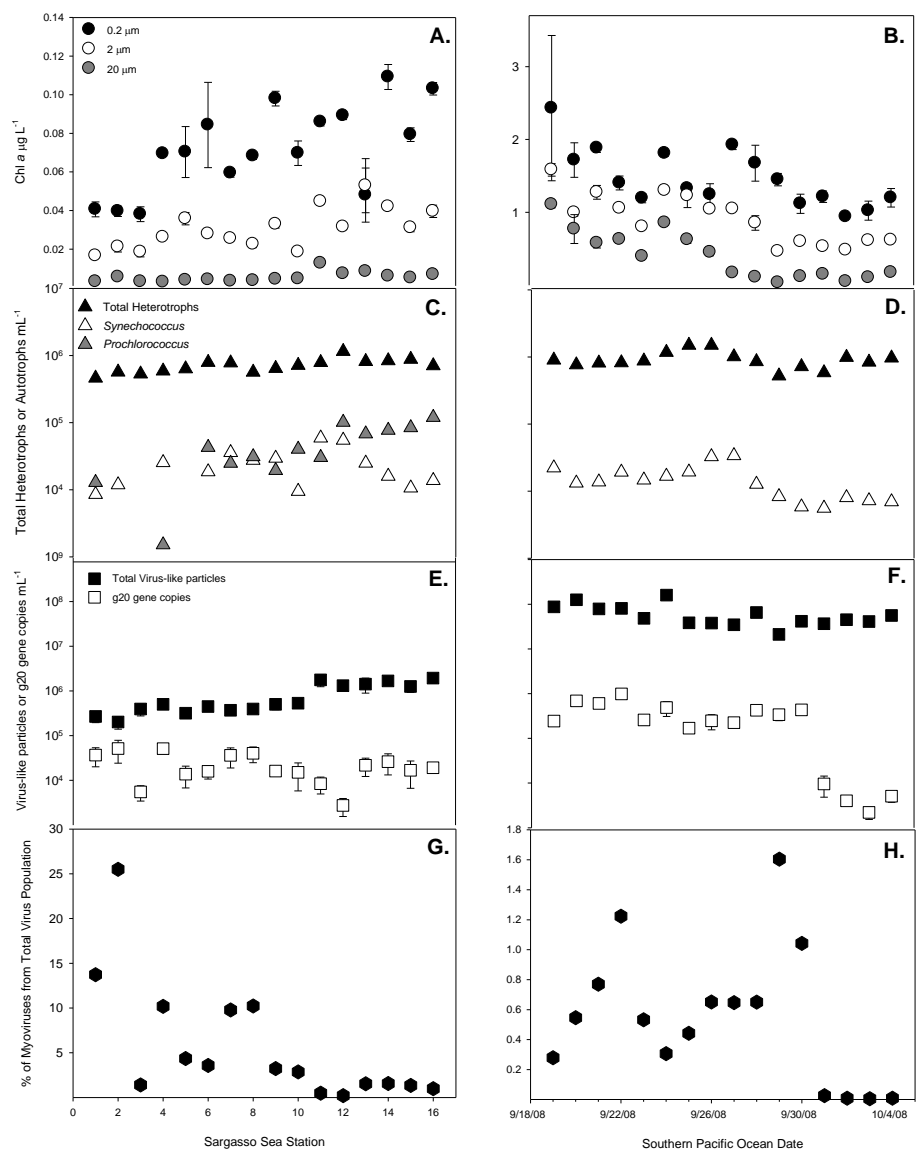 0.14
0.12
0.10
0.08
0.06
0.04
0.02
Chl a μg L-1
0.2 μm
2 μm
20 μm
A.
3
2
1
B.
10⁷
10⁶
10⁵
10⁴
10⁹
Total Heterotrophs or Autotrophs mL-1
Total Heterotrophs
Synechococcus
Prochlorococcus
C.
D.
10⁸
10⁷
10⁶
10⁵
10⁴
Virus-like particles or g20 gene copies mL-1
Total Virus-like particles
g20 gene copies
E.
F.
30
25
20
15
10
5
% of Myoviruses from Total Virus Population
G.
0 2 4 6 8 10 12 14 16
Sargasso Sea Station
1.8
1.6
1.4
1.2
1.0
0.8
0.6
0.4
0.2
H.
9/18/08 9/22/08 9/26/08 9/30/08 10/4/08
Southern Pacific Ocean Date